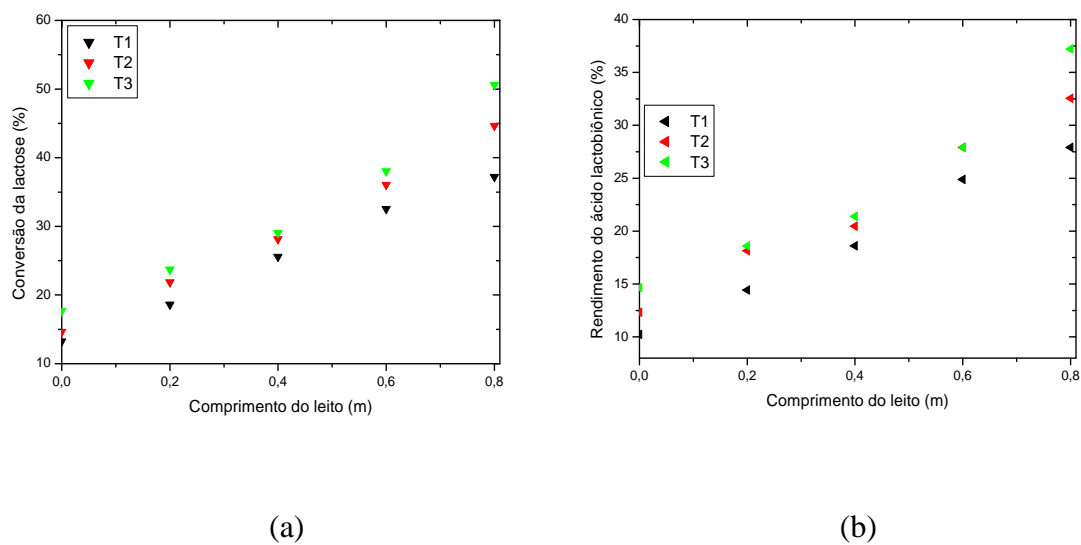 60
50
40
30
20
10
Conversão da lactose (%)
T1
T2
T3
0,0
0,2
0,4
0,6
0,8
Comprimento do leito (m)
(a)
40
35
30
25
20
15
10
Rendimento do ácido lactobiônico (%)
T1
T2
T3
0,0
0,2
0,4
0,6
0,8
Comprimento do leito (m)
(b)